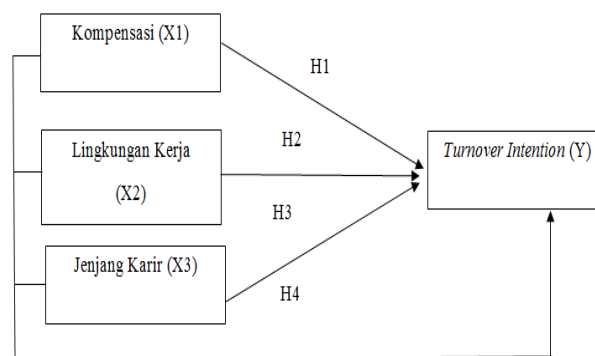 Kompensasi (X1)
H1
H2
Lingkungan Kerja
(X2)
Turnover Intention (Y)
H3
Jenjang Karir (X3)
H4